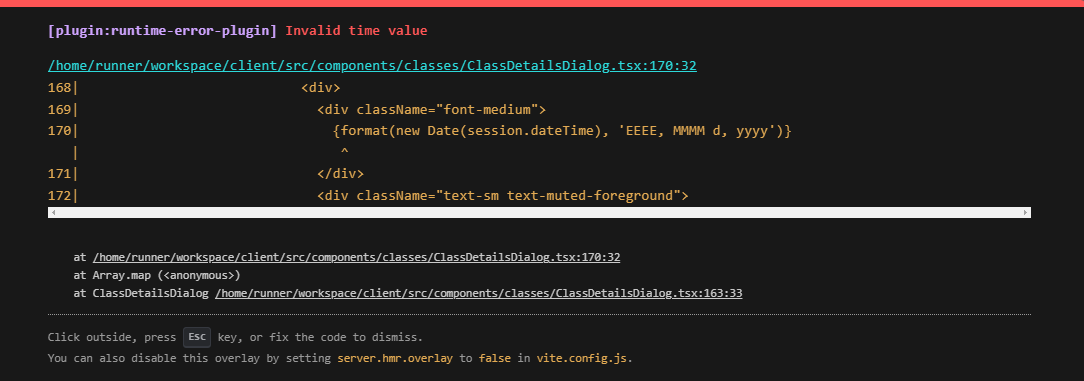 [plugin:runtime-error-plugin] Invalid time value
/home/runner/workspace/client/src/components/classes/ClassDetailsDialog.tsx:170:32
168|                            <div>
169|                              <div className="font-medium">
170|                                {format(new Date(session.dateTime), 'EEEE, MMMM d, yyyy')}
   |                                 ^
171|                              </div>
172|                              <div className="text-sm text-muted-foreground">
at /home/runner/workspace/client/src/components/classes/ClassDetailsDialog.tsx:170:32
at Array.map (<anonymous>)
at ClassDetailsDialog /home/runner/workspace/client/src/components/classes/ClassDetailsDialog.tsx:163:33
Click outside, press Esc key, or fix the code to dismiss.
You can also disable this overlay by setting server.hmr.overlay to false in vite.config.js.